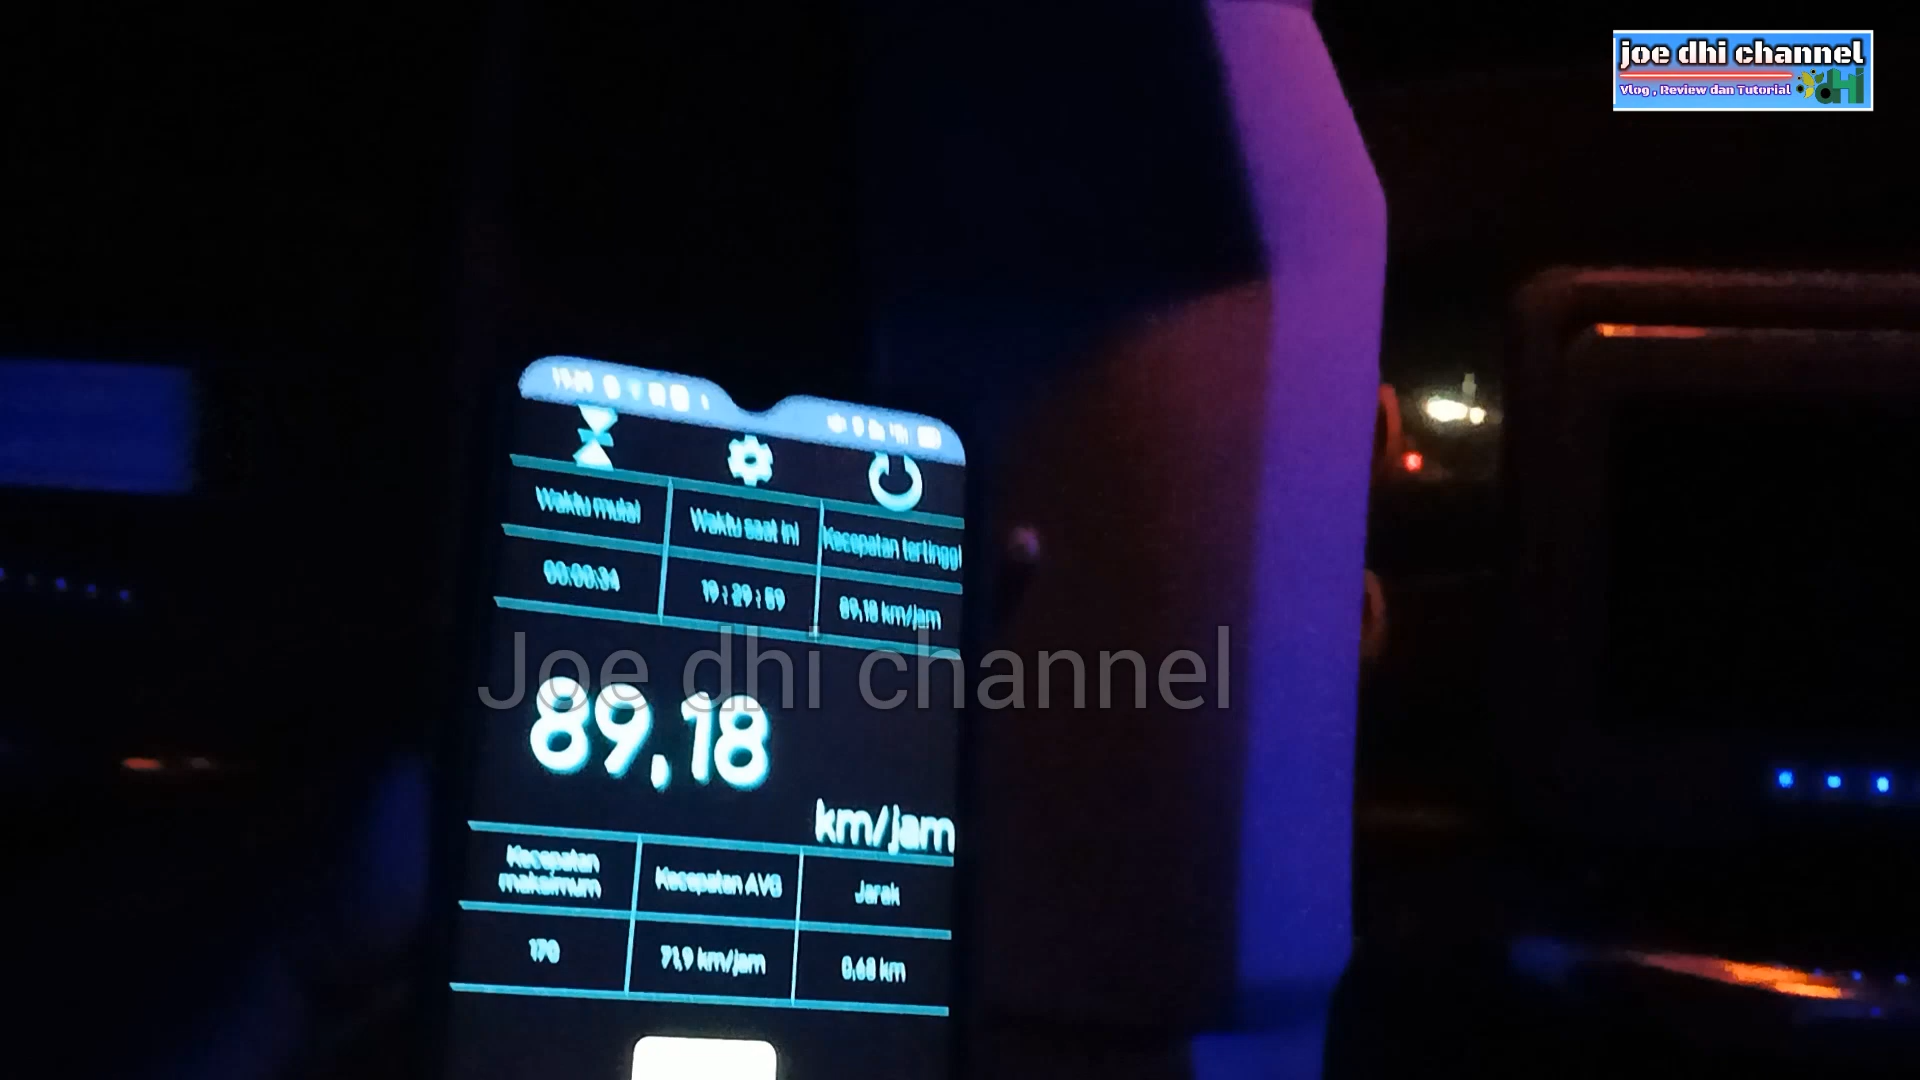 joe dhi channel
Vlog , Review dan Tutorial
dHi
Waktu mulai
Waktu saat ini
Kecepatan tertinggi
00:00:34
19 : 29 : 59
89,18 km/jam
Joe dhi channel
89,18
km/jam
Kecepatan
maksimum
Kecepatan AVG
Jarak
170
71,9 km/jam
0,68 km